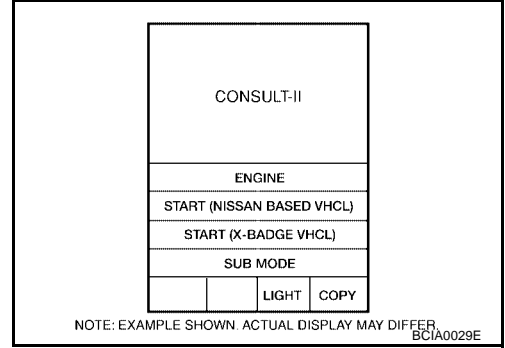 CONSULT-II
ENGINE
START (NISSAN BASED VHCL)
START (X-BADGE VHCL)
SUB MODE
LIGHT COPY
NOTE: EXAMPLE SHOWN. ACTUAL DISPLAY MAY DIFFER.
BCIA0029E